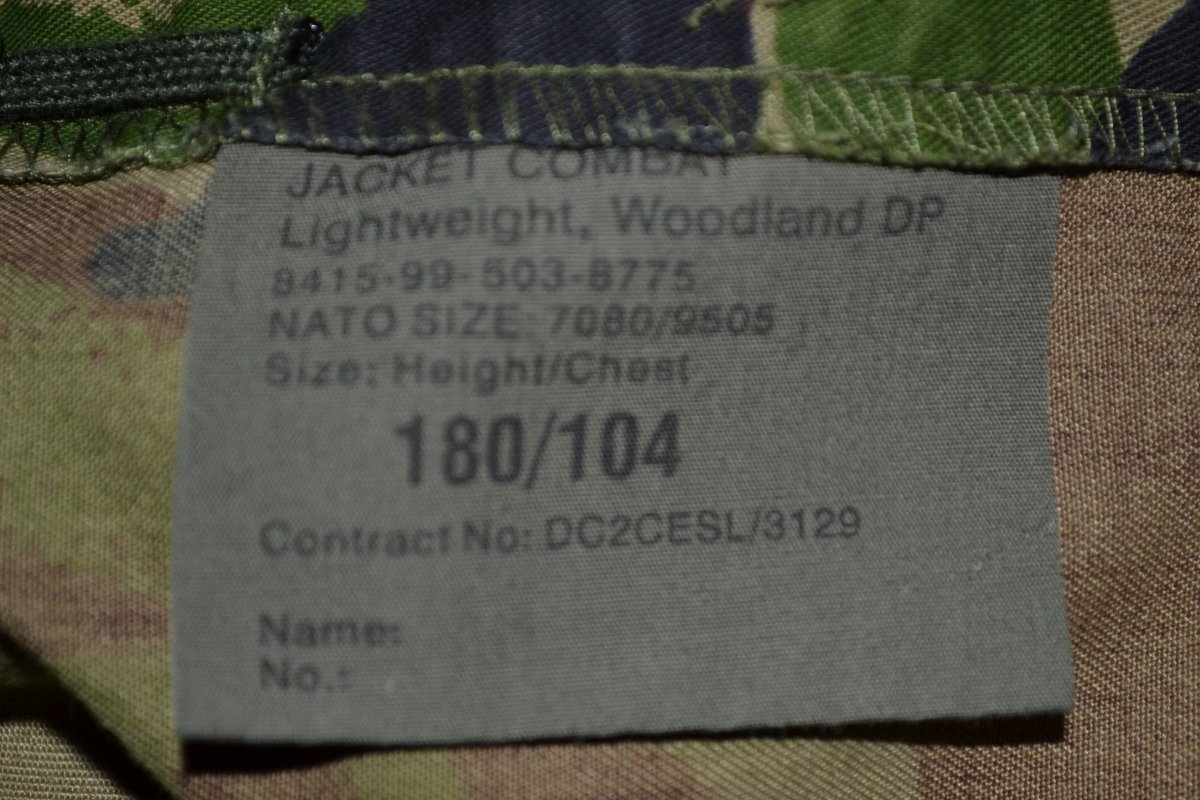 JACKET COMBAT
Lightweight, Woodland DP
8415-99-503-8775
NATO SIZE: 7080/9505
Size: Height/Chest
180/104
Contract No: DC2CESL/3129
Name:
No.: